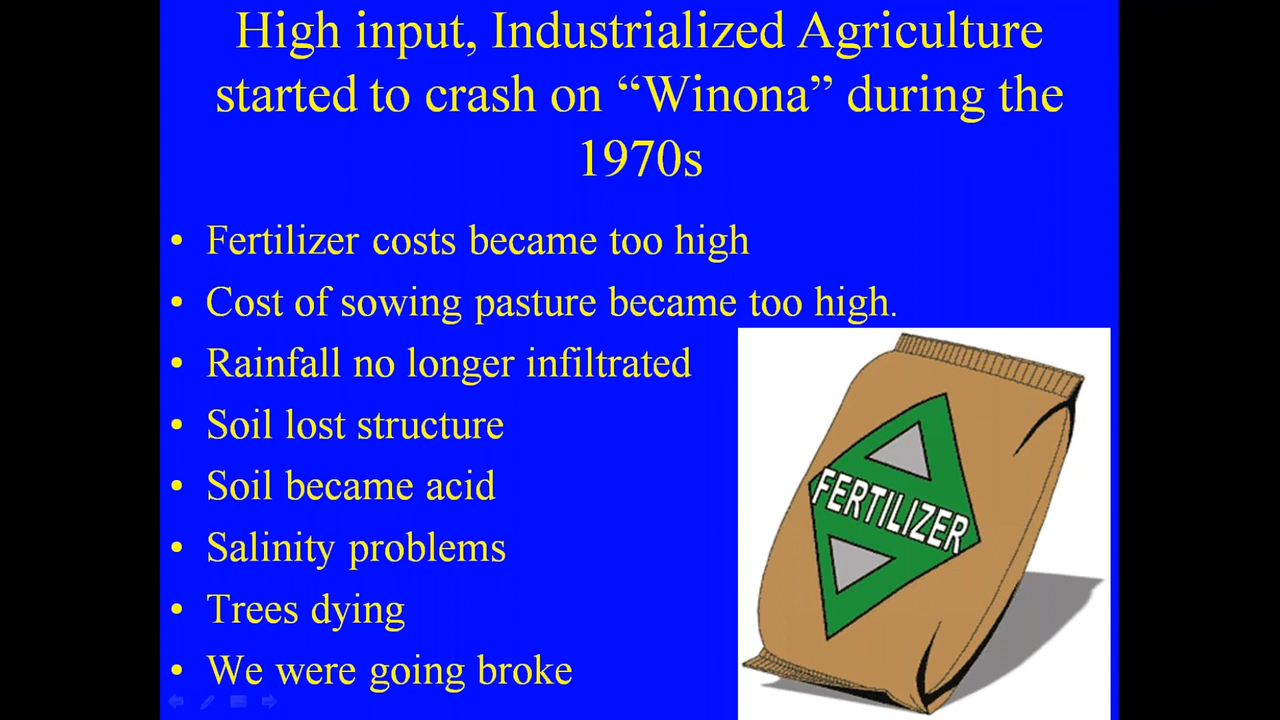 High input, Industrialized Agriculture
started to crash on “Winona” during the
1970s
• Fertilizer costs became too high
• Cost of sowing pasture became too high.
• Rainfall no longer infiltrated
• Soil lost structure
• Soil became acid
• Salinity problems
• Trees dying
• We were going broke
FERTILIZER